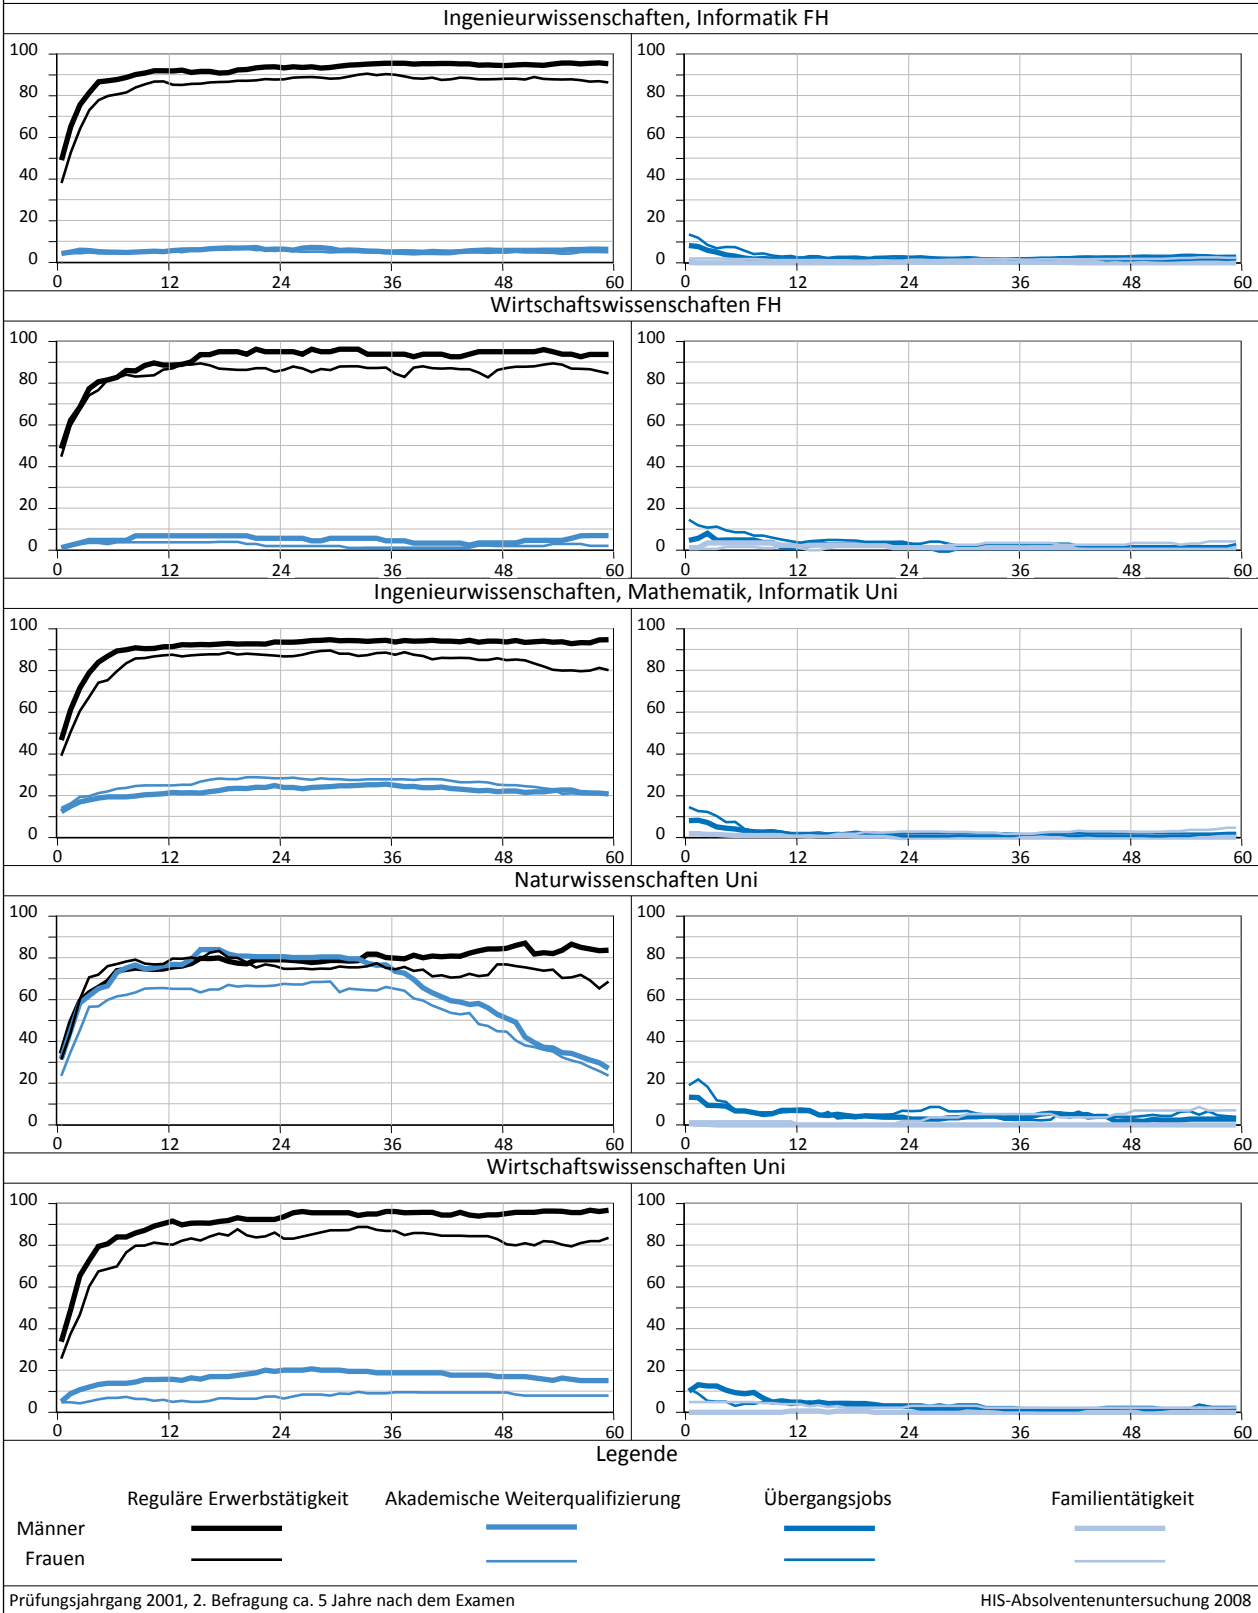 Ingenieurwissenschaften, Informatik FH
100 100
80 80
60 60
40 40
20 20
0 0
0 12 24 36 48 60 0 12 24 36 48 60
Wirtschaftswissenschaften FH
100 100
80 80
60 60
40 40
20 20
0 0
0 12 24 36 48 60 0 12 24 36 48 60
Ingenieurwissenschaften, Mathematik, Informatik Uni
100 100
80 80
60 60
40 40
20 20
0 0
0 12 24 36 48 60 0 12 24 36 48 60
Naturwissenschaften Uni
100 100
80 80
60 60
40 40
20 20
0 0
0 12 24 36 48 60 0 12 24 36 48 60
Wirtschaftswissenschaften Uni
100 100
80 80
60 60
40 40
20 20
0 0
0 12 24 36 48 60 0 12 24 36 48 60
Legende
Reguläre Erwerbstätigkeit Akademische Weiterqualifizierung Übergangsjobs Familientätigkeit
Männer
Frauen
Prüfungsjahrgang 2001, 2. Befragung ca. 5 Jahre nach dem Examen HIS-Absolventenuntersuchung 2008